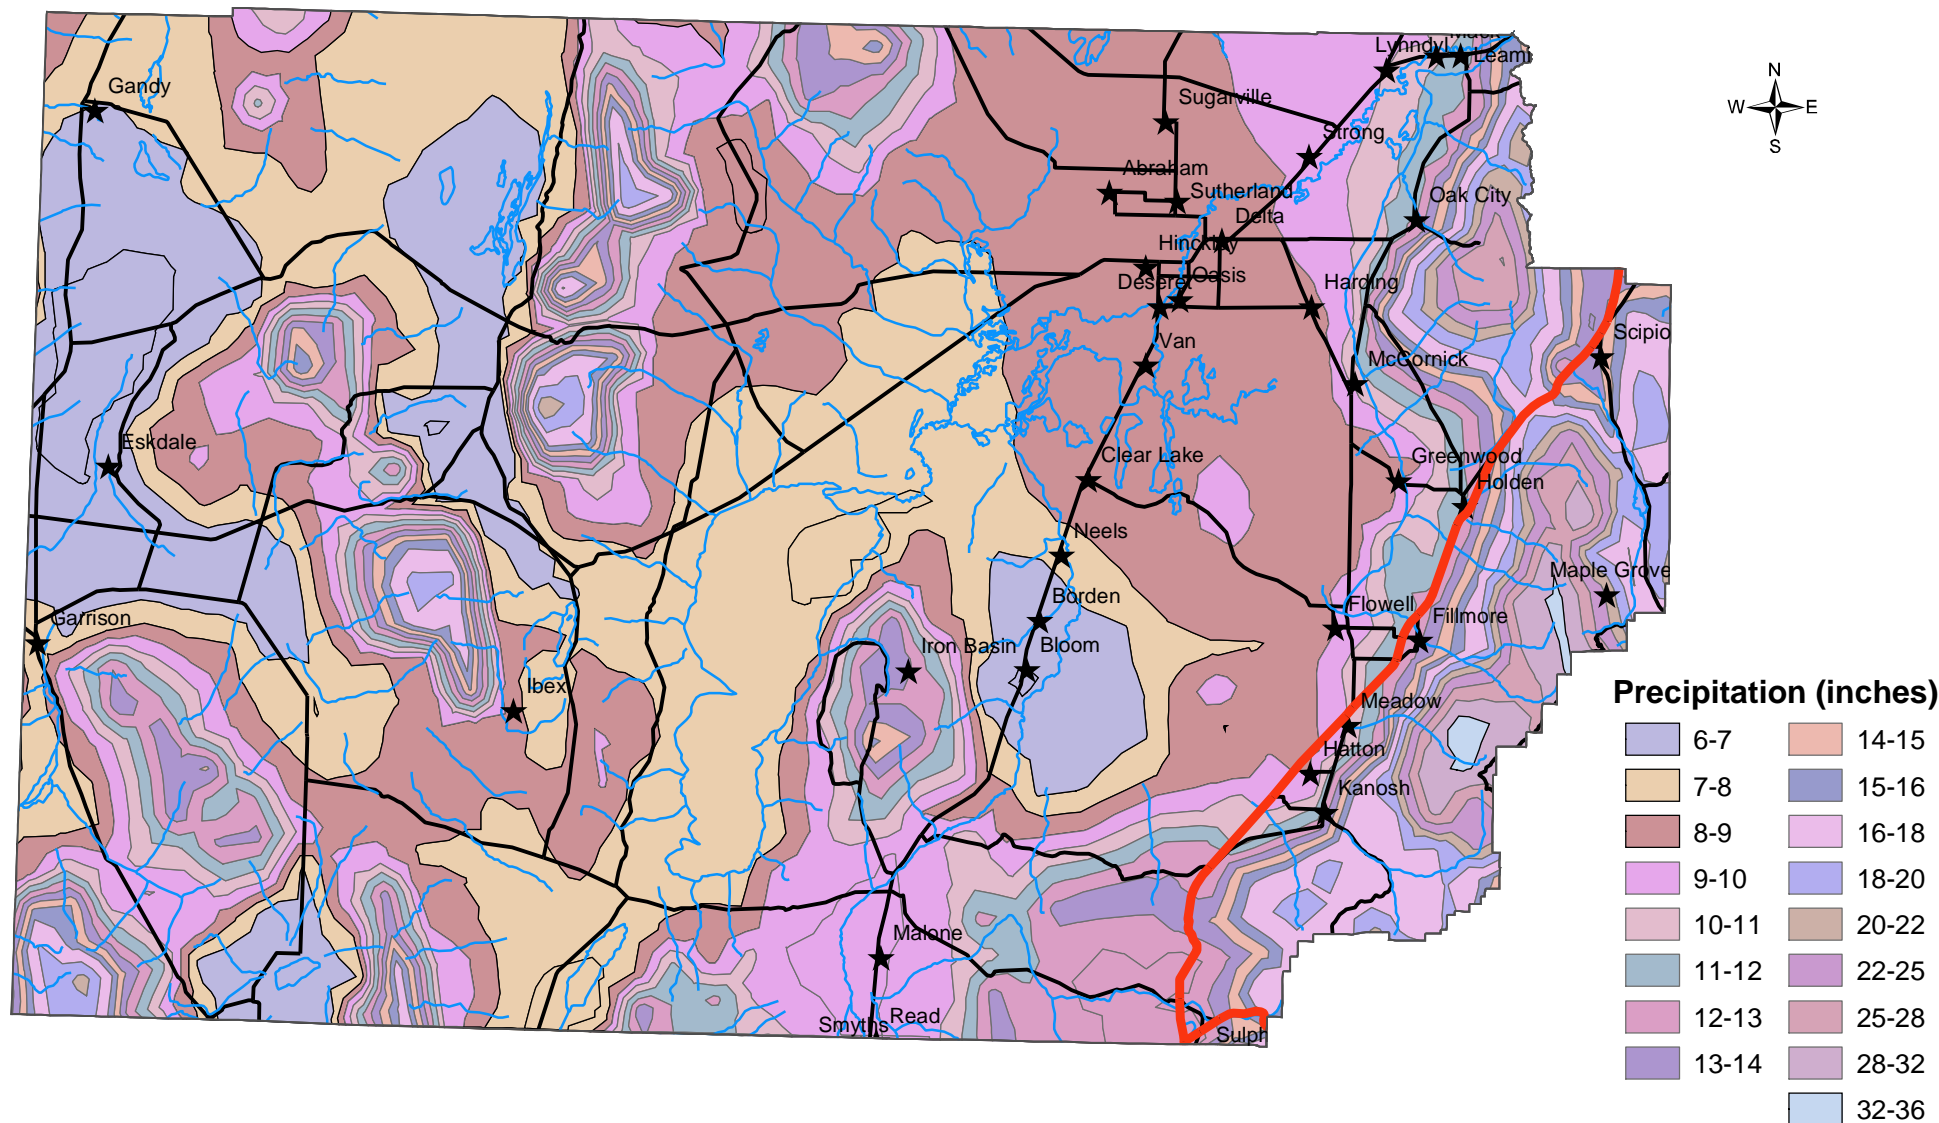 Lynndyl
Leam
Gandy
N
W E
S
Sugarville
Strong
Abraham
Sutherland
Oak City
Delta
Hinckley
Deseret
Oasis
Harding
Scipio
Van
McCornick
Eskdale
Clear Lake
Greenwood
Holden
Neels
Maple Grove
Borden
Flowell
Fillmore
Garrison
Iron Basin
Bloom
Ibex
Meadow
Hatton
Kanosh
Malone
Smyths
Read
Sulph
Precipitation (inches)
6-7
7-8
8-9
9-10
10-11
11-12
12-13
13-14
14-15
15-16
16-18
18-20
20-22
22-25
25-28
28-32
32-36